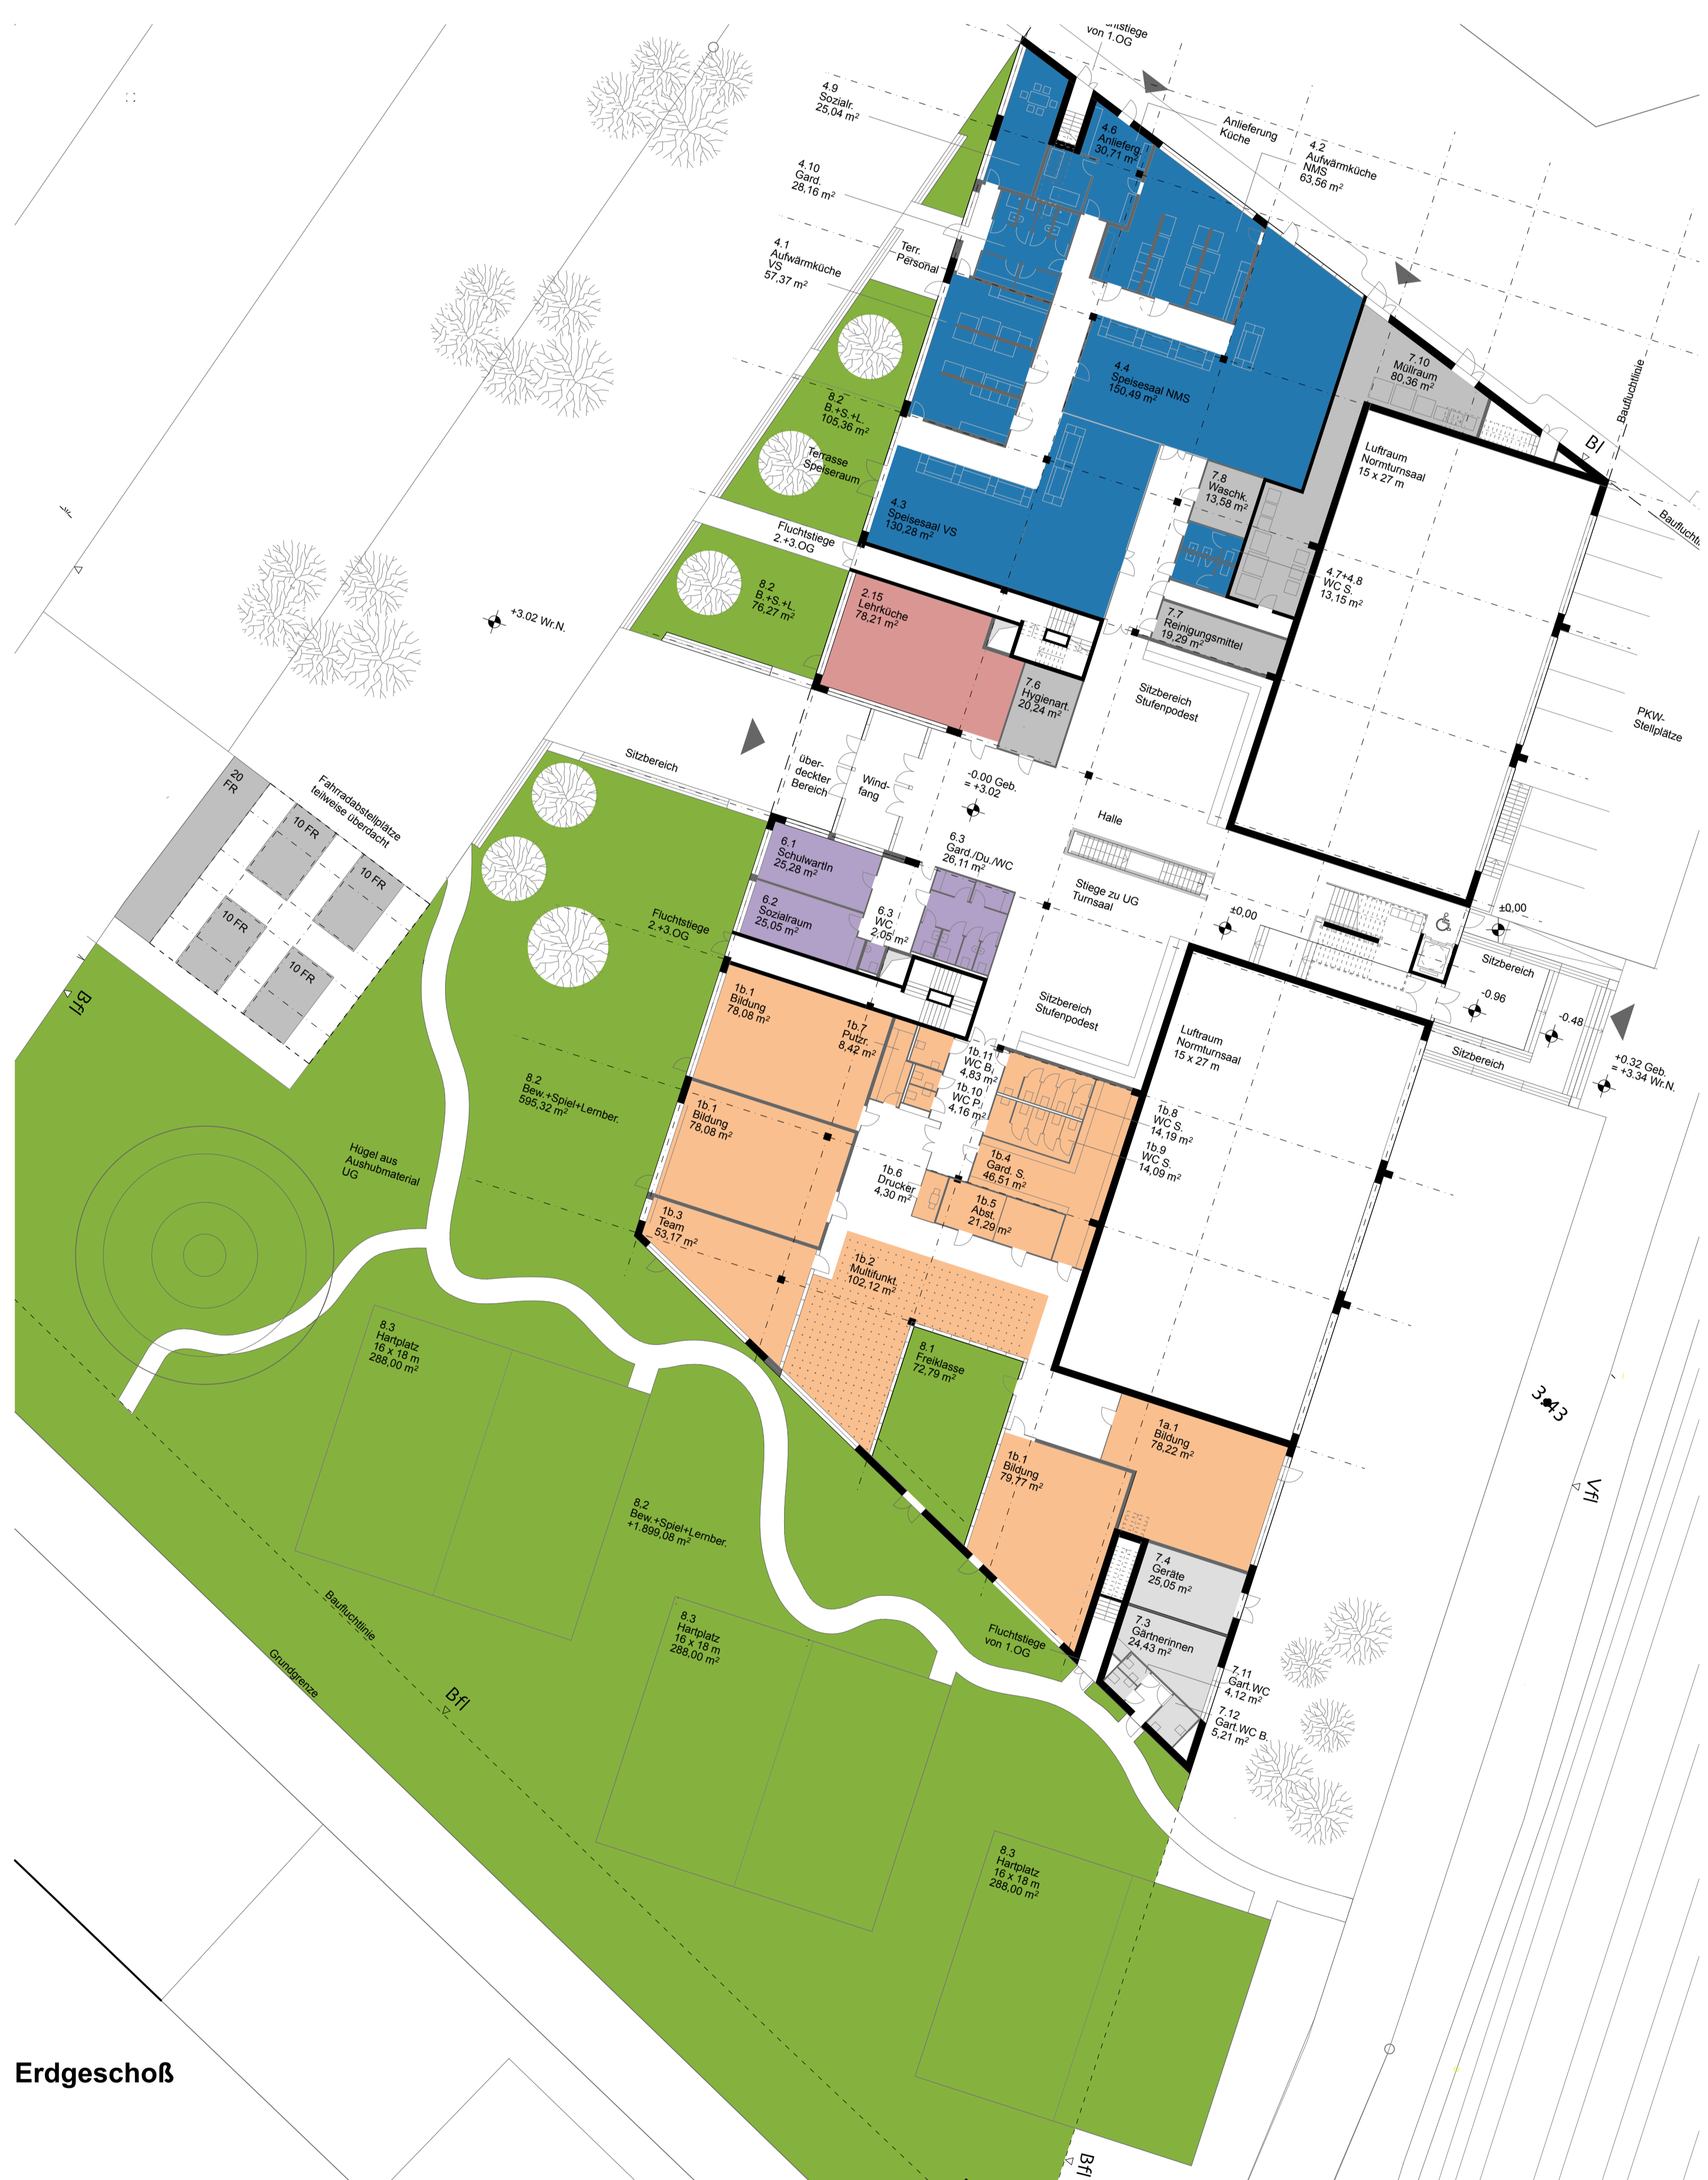 von 1.OG
4.9
Sozialr.
25,04 m²
4.6
Anlieferg.
30,71 m²
Anlieferung
Küche
4.2
Aufwärmküche
NMS
63,56 m²
4.10
Gard.
28,16 m²
4.1
Aufwärmküche
VS
57,37 m²
Terr.
Personal
7.10
Müllraum
80,36 m²
Baufluchtlinie
4.4
Speisesaal NMS
150,49 m²
8.2
B.+S.+L.
105,36 m²
Terrasse
Speiseraum
Luftraum
Normturnsaal
15 x 27 m
Bl
7.8
Waschk.
13,58 m²
4.3
Speisesaal VS
130,28 m²
Fluchtstiege
2.+3.OG
4.7+4.8
WC S.
13,15 m²
8.2
B.+S.+L.
76,27 m²
2.15
Lehrküche
78,21 m²
7.7
Reinigungsmittel
19,29 m²
+3.02 Wr.N.
7.6
Hygienart.
20,24 m²
Sitzbereich
Stufenpodest
PKW-
Stellplätze
Sitzbereich
über-
deckter
Bereich
Wind-
fang
-0.00 Geb.
= +3.02
20
FR
Fahrradabstellplätze
teilweise überdacht
10 FR
10 FR
10 FR
10 FR
Halle
6.1
SchulwartIn
25,28 m²
6.3
Gard./Du./WC
26,11 m²
6.2
Sozialraum
25,05 m²
6.3
WC
2,05 m²
Stiege zu UG
Turnsaal
±0,00
±0,00
Fluchtstiege
2.+3.OG
Sitzbereich
-0.96
-0.48
Sitzbereich
+0.32 Geb.
= +3.34 Wr.N.
Bfl
1b.1
Bildung
78,08 m²
1b.7
Putzr.
8,42 m²
Sitzbereich
Stufenpodest
Luftraum
Normturnsaal
15 x 27 m
1b.11
WC B.
4,83 m²
1b.10
WC P.
4,16 m²
8.2
Bew.+Spiel+Lernber.
595,32 m²
1b.1
Bildung
78,08 m²
1b.8
WC S.
14,19 m²
1b.9
WC S.
14,09 m²
Hügel aus
Aushubmaterial
UG
1b.4
Gard. S.
46,51 m²
1b.6
Drucker
4,30 m²
1b.5
Abst.
21,29 m²
1b.3
Team
53,17 m²
1b.2
Multifunkt.
102,12 m²
8.3
Hartplatz
16 x 18 m
288,00 m²
8.1
Freiklasse
72,79 m²
3.43
1a.1
Bildung
78,22 m²
1b.1
Bildung
79,77 m²
Vfl
8,2
Bew.+Spiel+Lernber.
+1.899,08 m²
7.4
Geräte
25,05 m²
Baufluchtlinie
8.3
Hartplatz
16 x 18 m
288,00 m²
Fluchtstiege
von 1.OG
7.3
Gärtnerinnen
24,43 m²
Grundgrenze
7.11
Gart.WC
4,12 m²
7.12
Gart.WC B.
5,21 m²
Bfl
8.3
Hartplatz
16 x 18 m
288,00 m²
Erdgeschoß
Bfl